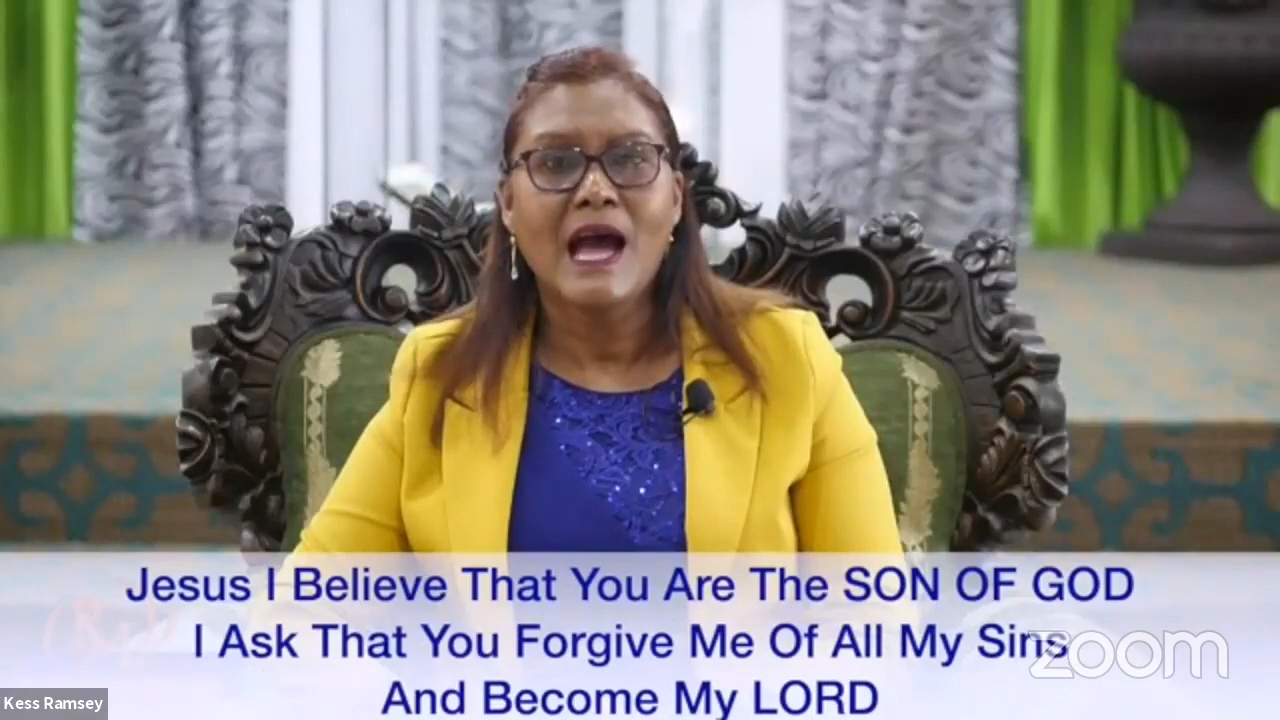 Jesus I Believe That You Are The SON OF GOD
I Ask That You Forgive Me Of All My Sins
And Become My LORD
zoom
Kess Ramsey